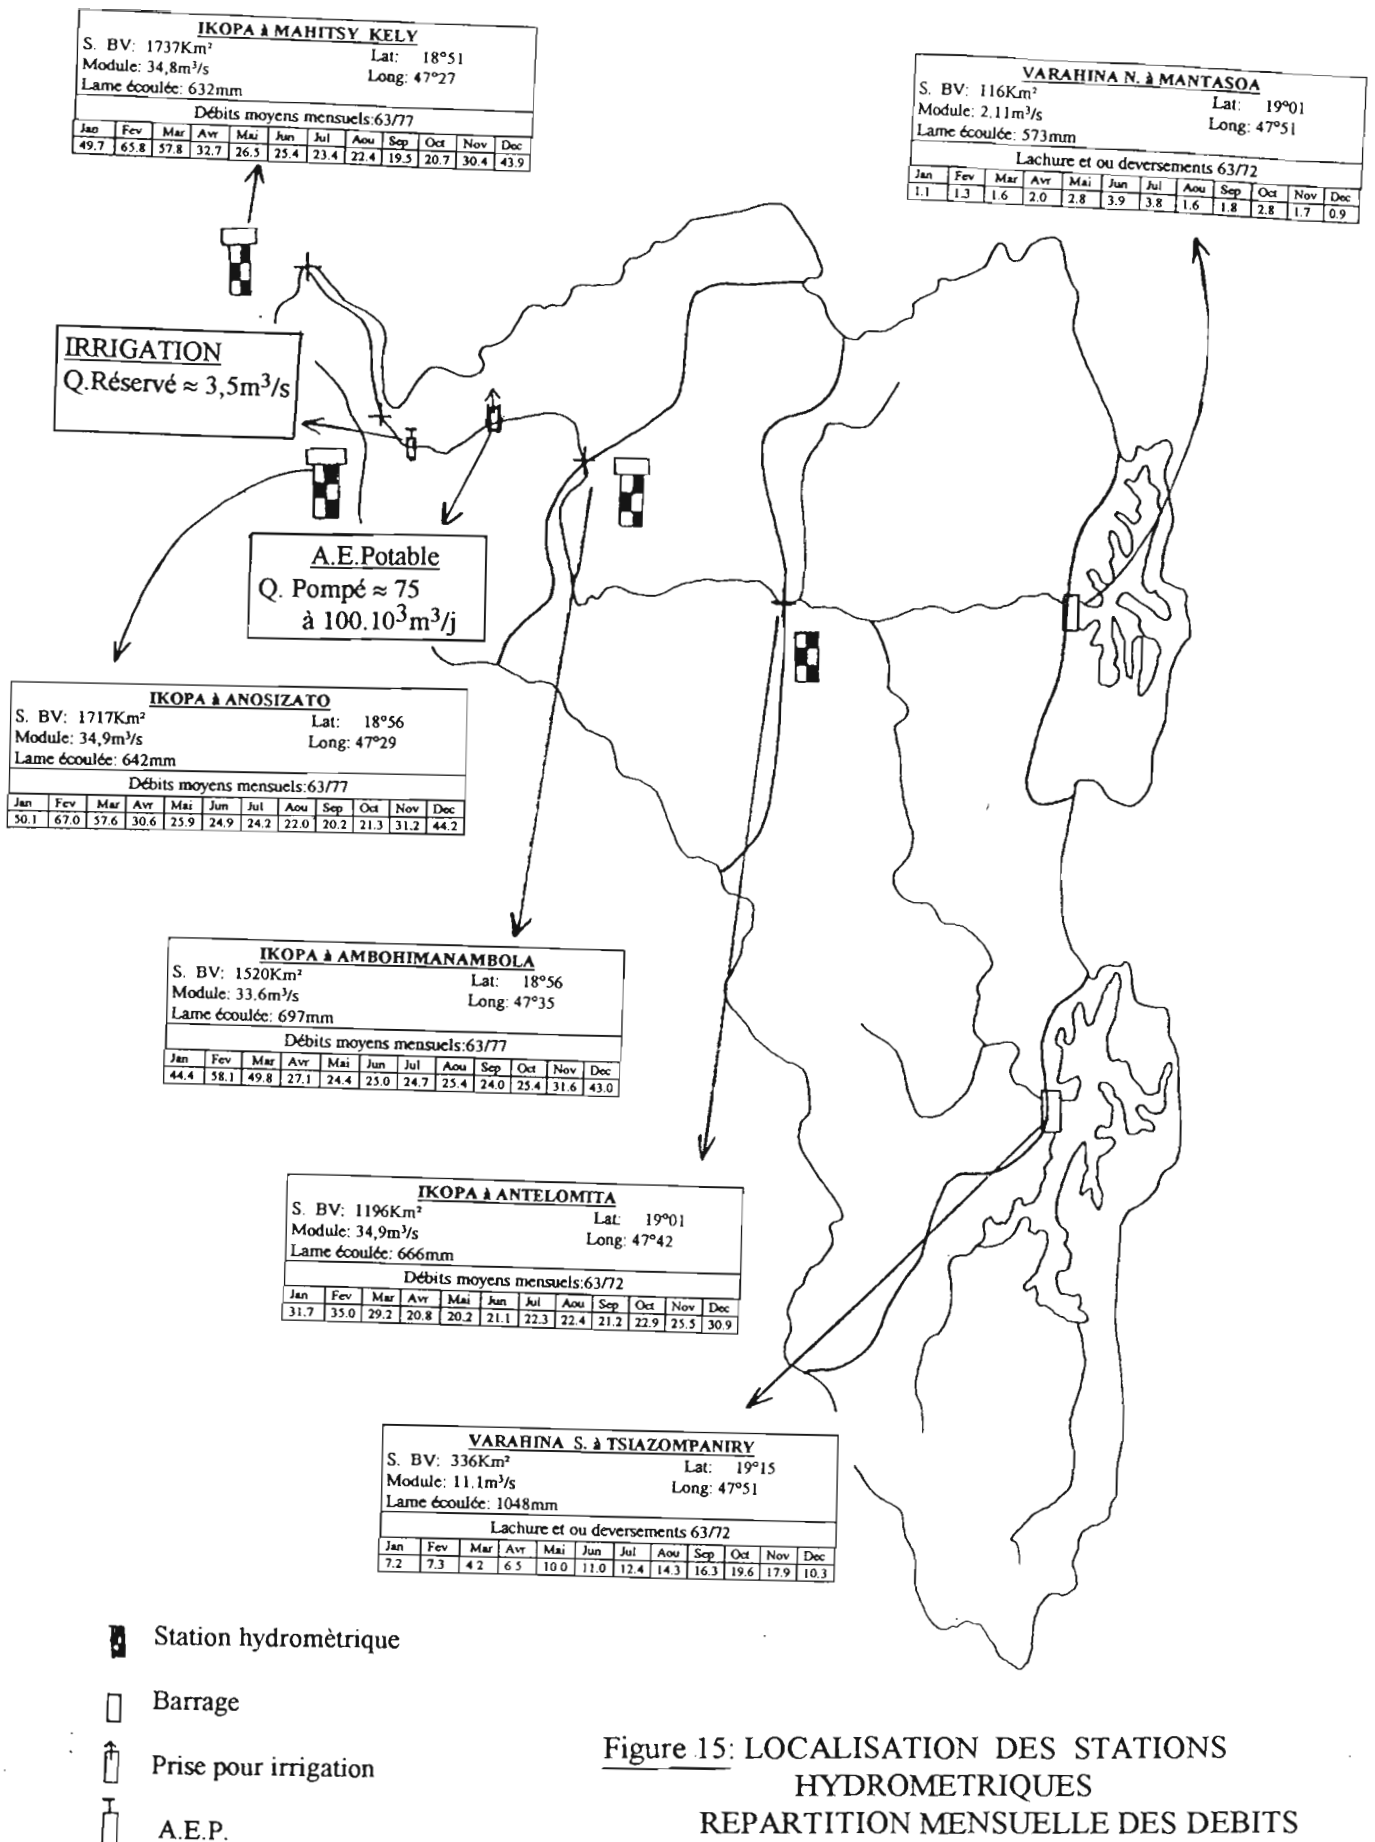 IKOPA à MAHITSY KELY
S. BV: 1737Km² Lat: 18°51
Module: 34,8m³/s Long: 47°27
Lame écoulée: 632mm
Débits moyens mensuels:63/77
Jan Fev Mar Avr Mai Jun Jul Aou Sep Oct Nov Dec
49.7 65.8 57.8 32.7 26.5 25.4 23.4 22.4 19.5 20.7 30.4 43.9
VARAHINA N. à MANTASOA
S. BV: 116Km² Lat: 19°01
Module: 2.11m³/s Long: 47°51
Lame écoulée: 573mm
Lachure et ou deversements 63/72
Jan Fev Mar Avr Mai Jun Jul Aou Sep Oct Nov Dec
1.1 1.3 1.6 2.0 2.8 3.9 3.8 1.6 1.8 2.8 1.7 0.9
IRRIGATION
Q.Réservé ≈ 3,5m³/s
A.E.Potable
Q. Pompé ≈ 75
à 100.10³m³/j
IKOPA à ANOSIZATO
S. BV: 1717Km² Lat: 18°56
Module: 34,9m³/s Long: 47°29
Lame écoulée: 642mm
Débits moyens mensuels:63/77
Jan Fev Mar Avr Mai Jun Jul Aou Sep Oct Nov Dec
50.1 67.0 57.6 30.6 25.9 24.9 24.2 22.0 20.2 21.3 31.2 44.2
IKOPA à AMBOHIMANAMBOLA
S. BV: 1520Km² Lat: 18°56
Module: 33.6m³/s Long: 47°35
Lame écoulée: 697mm
Débits moyens mensuels:63/77
Jan Fev Mar Avr Mai Jun Jul Aou Sep Oct Nov Dec
44.4 58.1 49.8 27.1 24.4 25.0 24.7 25.4 24.0 25.4 31.6 43.0
IKOPA à ANTELOMITA
S. BV: 1196Km² Lat: 19°01
Module: 34,9m³/s Long: 47°42
Lame écoulée: 666mm
Débits moyens mensuels:63/72
Jan Fev Mar Avr Mai Jun Jul Aou Sep Oct Nov Dec
31.7 35.0 29.2 20.8 20.2 21.1 22.3 22.4 21.2 22.9 25.5 30.9
VARAHINA S. à TSIAZOMPANIRY
S. BV: 336Km² Lat: 19°15
Module: 11.1m³/s Long: 47°51
Lame écoulée: 1048mm
Lachure et ou deversements 63/72
Jan Fev Mar Avr Mai Jun Jul Aou Sep Oct Nov Dec
7.2 7.3 4.2 6.5 10.0 11.0 12.4 14.3 16.3 19.6 17.9 10.3
Station hydromètrique
Barrage
Prise pour irrigation
A.E.P.
Figure 15: LOCALISATION DES STATIONS
HYDROMETRIQUES
REPARTITION MENSUELLE DES DEBITS